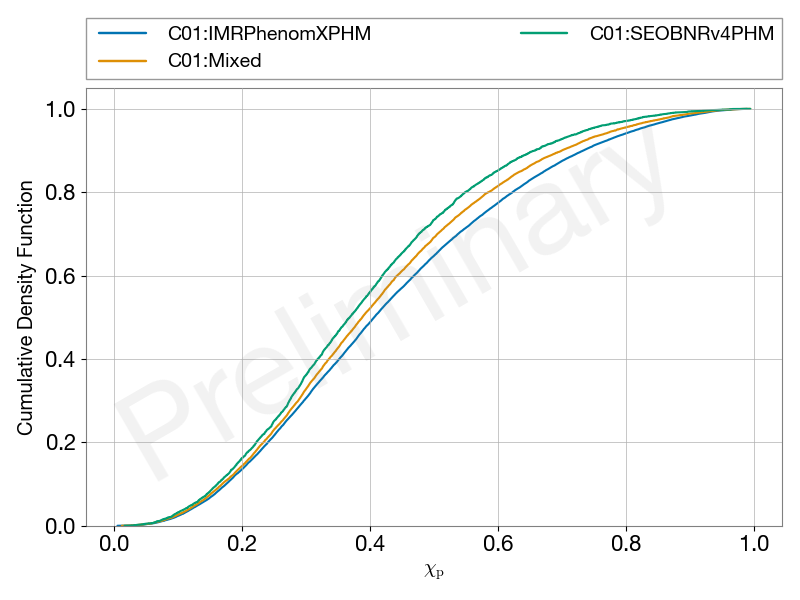 C01:IMRPhenomXPHM
C01:Mixed
C01:SEOBNRv4PHM
Cumulative Density Function
1.0
0.8
0.6
0.4
0.2
0.0
Preliminary
0.0 0.2 0.4 0.6 0.8 1.0
χp